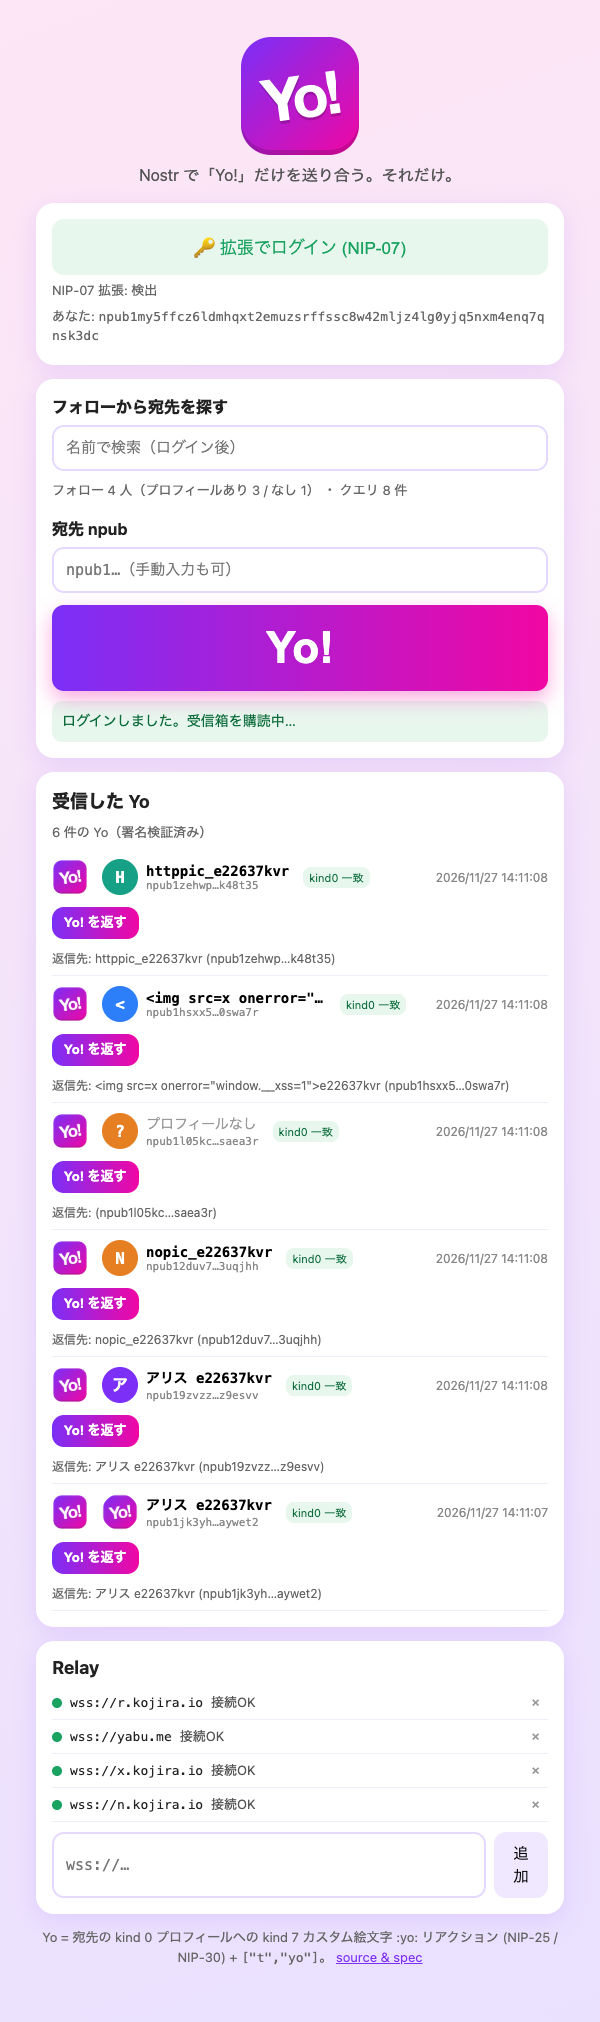 Yo!
Nostr で「Yo!」だけを送り合う。それだけ。
🔑 拡張でログイン (NIP-07)
NIP-07 拡張: 検出
あなた: npub1my5ffcz6ldmhqxt2emuzsrffssc8w42mljz4lg0yjq5nxm4enq7q
nsk3dc
フォローから宛先を探す
名前で検索（ログイン後）
フォロー 4 人（プロフィールあり 3 / なし 1） ・ クエリ 8 件
宛先 npub
npub1…（手動入力も可）
Yo!
ログインしました。受信箱を購読中…
受信した Yo
6 件の Yo（署名検証済み）
Yo! H httppic_e22637kvr kind0 一致 2026/11/27 14:11:08
npub1zehwp…k48t35
Yo! を返す
返信先: httppic_e22637kvr (npub1zehwp…k48t35)
Yo! < <img src=x onerror="… kind0 一致 2026/11/27 14:11:08
npub1hsxx5…0swa7r
Yo! を返す
返信先: <img src=x onerror="window.__xss=1">e22637kvr (npub1hsxx5…0swa7r)
Yo! ? プロフィールなし kind0 一致 2026/11/27 14:11:08
npub1l05kc…saea3r
Yo! を返す
返信先: (npub1l05kc…saea3r)
Yo! N nopic_e22637kvr kind0 一致 2026/11/27 14:11:08
npub12duv7…3uqjhh
Yo! を返す
返信先: nopic_e22637kvr (npub12duv7…3uqjhh)
Yo! ア アリス e22637kvr kind0 一致 2026/11/27 14:11:08
npub19zvzz…z9esvv
Yo! を返す
返信先: アリス e22637kvr (npub19zvzz…z9esvv)
Yo! Yo! アリス e22637kvr kind0 一致 2026/11/27 14:11:07
npub1jk3yh…aywet2
Yo! を返す
返信先: アリス e22637kvr (npub1jk3yh…aywet2)
Relay
wss://r.kojira.io 接続OK ×
wss://yabu.me 接続OK ×
wss://x.kojira.io 接続OK ×
wss://n.kojira.io 接続OK ×
wss://…
追
加
Yo = 宛先の kind 0 プロフィールへの kind 7 カスタム絵文字 :yo: リアクション (NIP-25 /
NIP-30) + ["t","yo"]。 source & spec